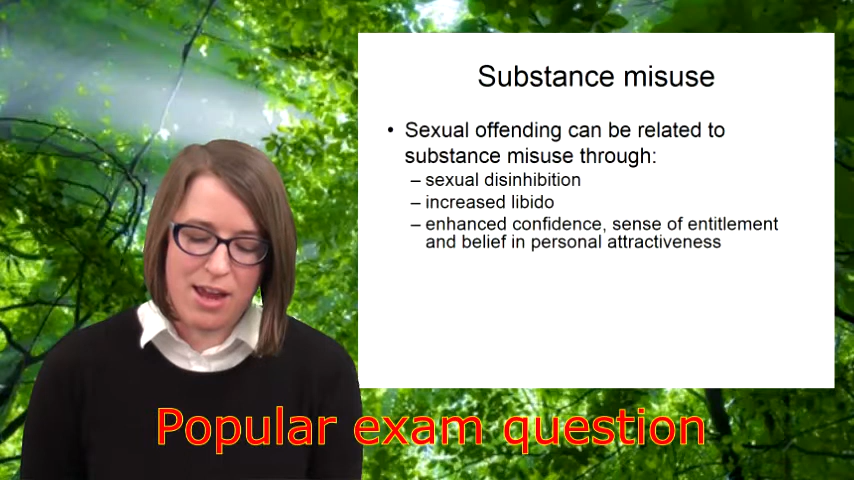 Substance misuse
• Sexual offending can be related to
substance misuse through:
– sexual disinhibition
– increased libido
– enhanced confidence, sense of entitlement
and belief in personal attractiveness
Popular exam question